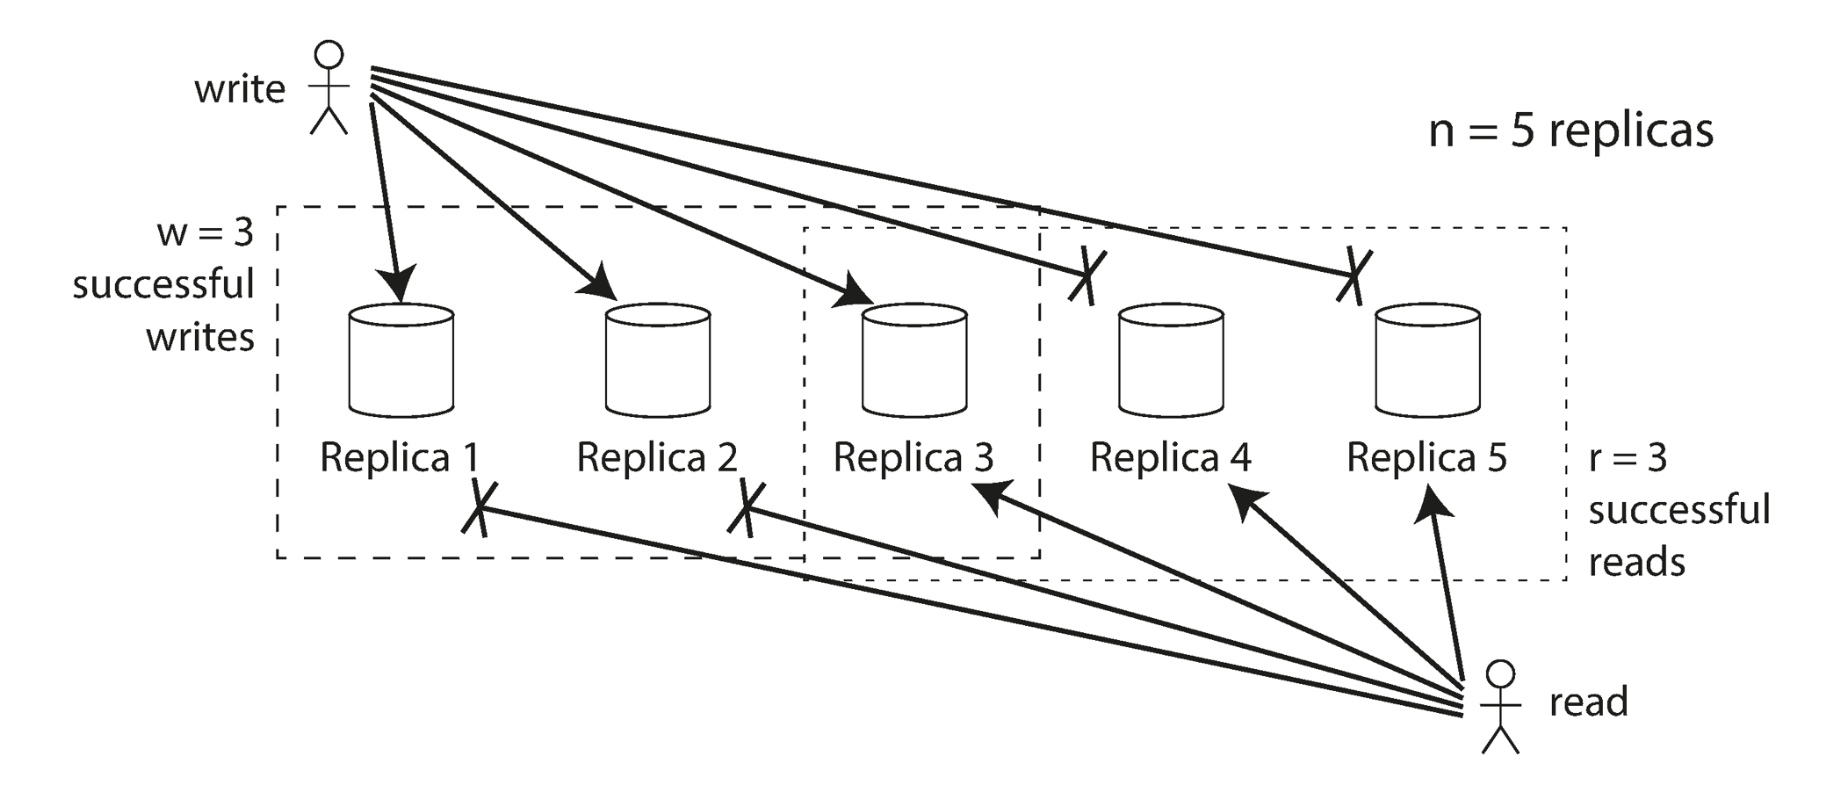 write
n = 5 replicas
w = 3
successful
writes
Replica 1
Replica 2
Replica 3
Replica 4
Replica 5
r = 3
successful
reads
read